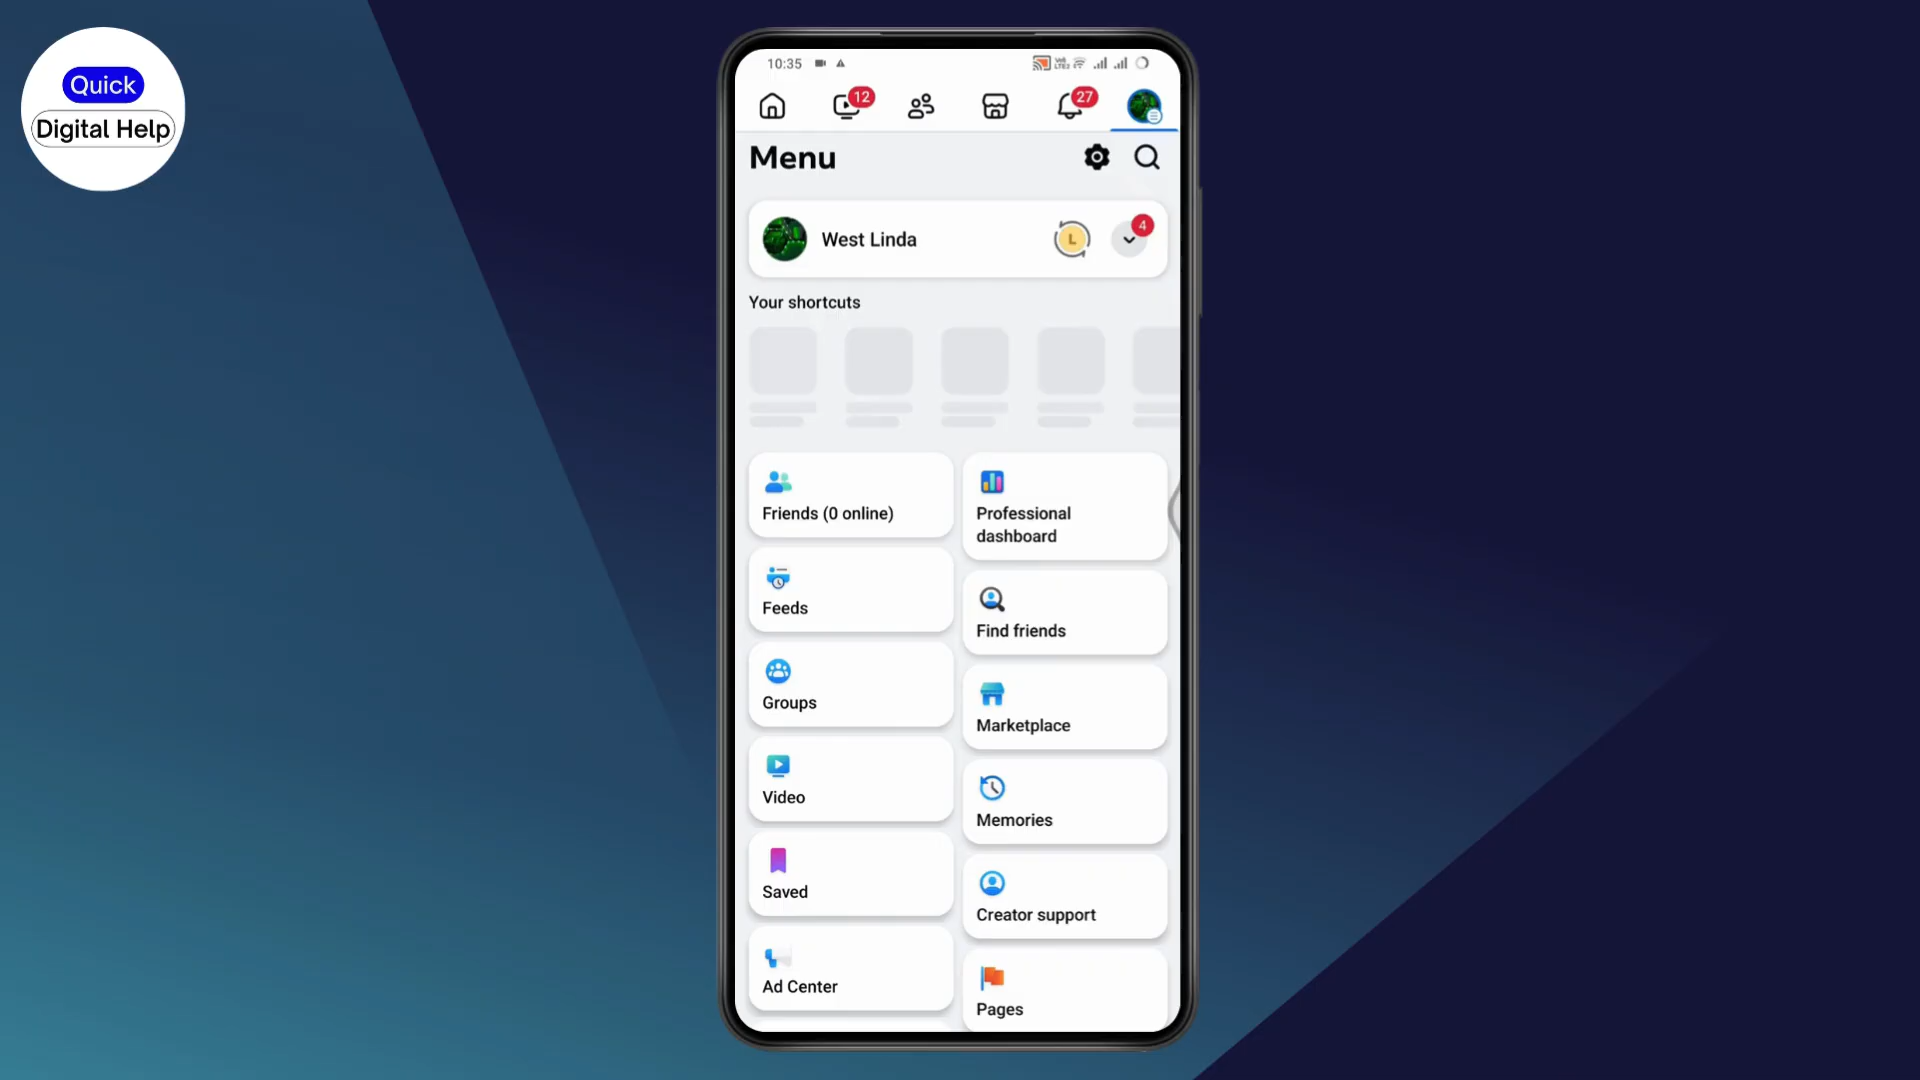 Quick
Digital Help
10:35
12
27
Menu
West Linda
L
4
Your shortcuts
Friends (0 online)
Professional
dashboard
Feeds
Find friends
Groups
Marketplace
Video
Memories
Saved
Creator support
Ad Center
Pages